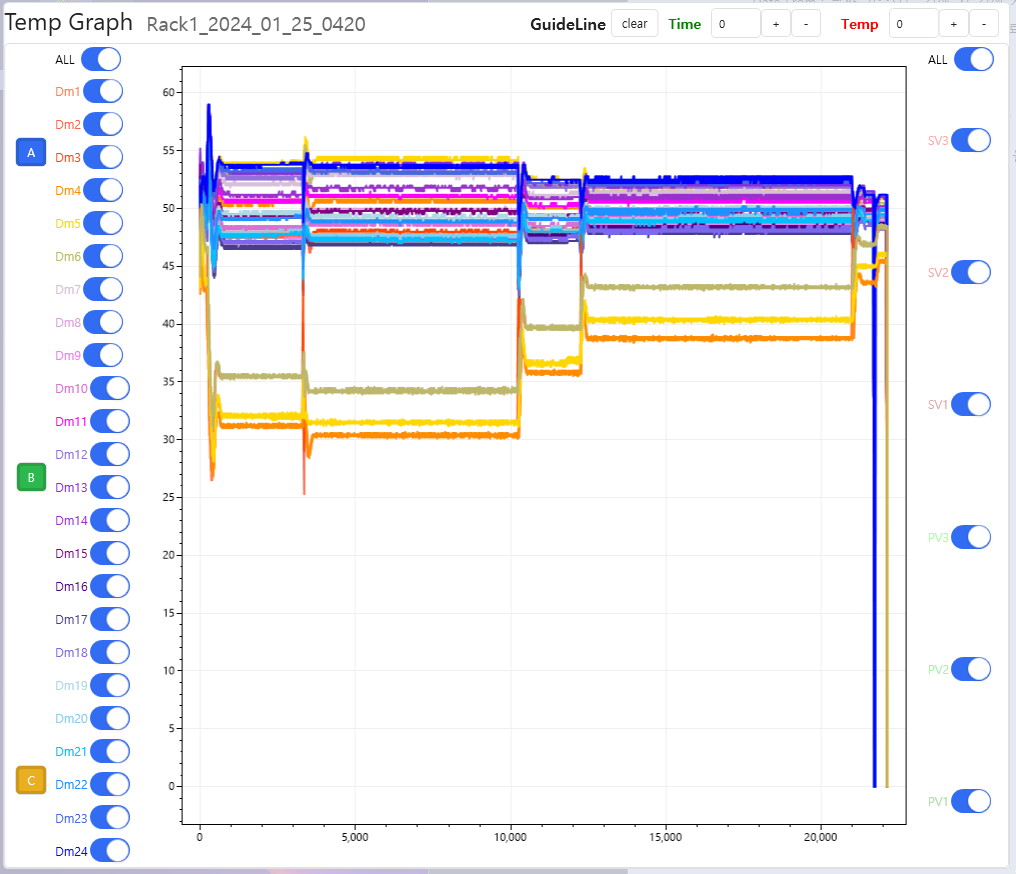 Temp Graph Rack1_2024_01_25_0420 GuideLine clear Time 0 + - Temp 0 + -
ALL
Dm1
Dm2
A
Dm3
Dm4
Dm5
Dm6
Dm7
Dm8
Dm9
Dm10
Dm11
Dm12
B
Dm13
Dm14
Dm15
Dm16
Dm17
Dm18
Dm19
Dm20
Dm21
C
Dm22
Dm23
Dm24
60
55
50
45
40
35
30
25
20
15
10
5
0
0 5,000 10,000 15,000 20,000
ALL
SV3
SV2
SV1
PV3
PV2
PV1